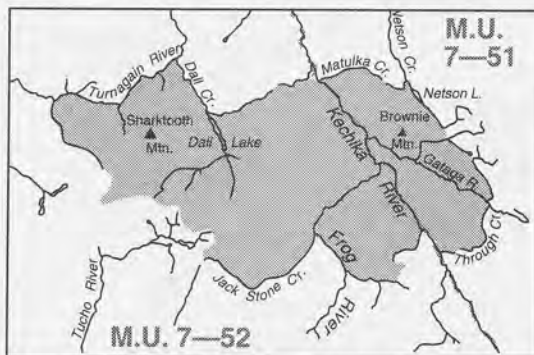 M.U.
7—51
Netson Cr.
Turnagain River
Dall Cr.
Matulka Cr.
Netson L.
Sharktooth
Mtn.
Dall Lake
Brownie
Mtn.
Kechika River
Gataga R.
Through Cr.
Frog River
Jack Stone Cr.
Tucho River
M.U. 7—52